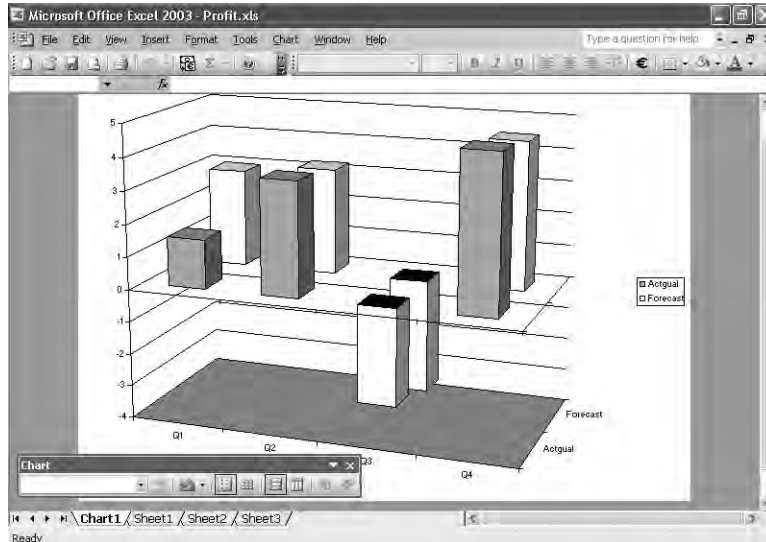 Microsoft Office Excel 2003 - Profit.xls
File Edit View Insert Format Tools Chart Window Help
Type a question for help
Σ
B I U
€
A
fx
5
4
3
2
1
0
-1
-2
-3
-4
Actgual
Forecast
Forecast
Actgual
Q1
Q2
Q3
Q4
Chart
Chart1 Sheet1 Sheet2 Sheet3
Ready